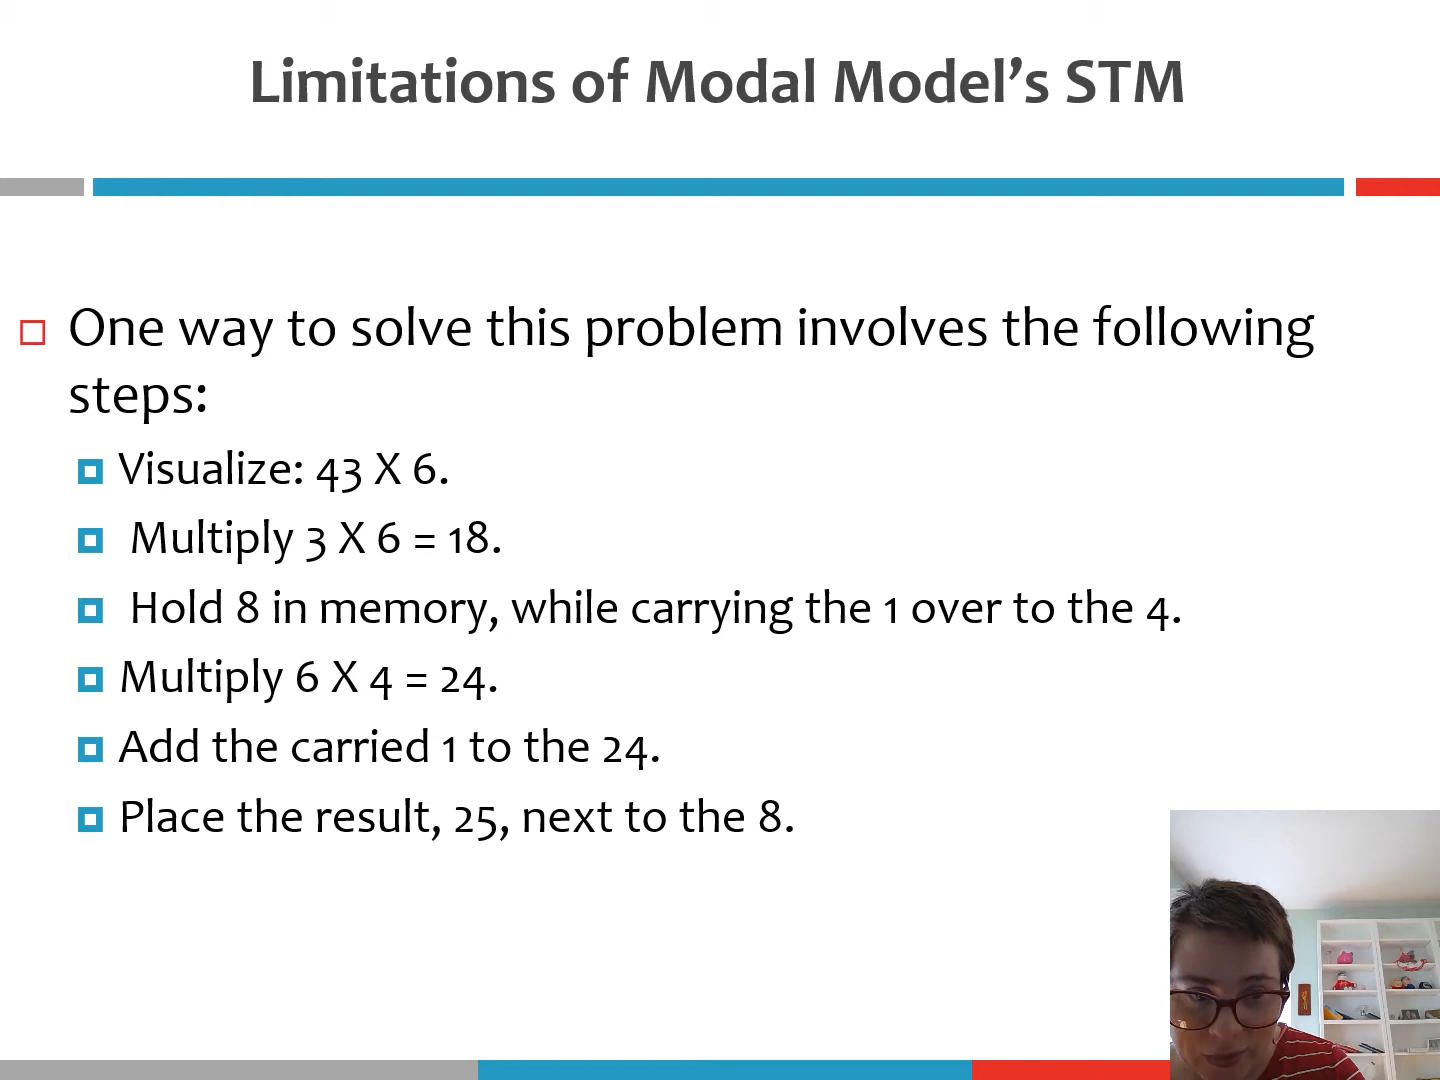 Limitations of Modal Model’s STM
One way to solve this problem involves the following
steps:
Visualize: 43 X 6.
Multiply 3 X 6 = 18.
Hold 8 in memory, while carrying the 1 over to the 4.
Multiply 6 X 4 = 24.
Add the carried 1 to the 24.
Place the result, 25, next to the 8.